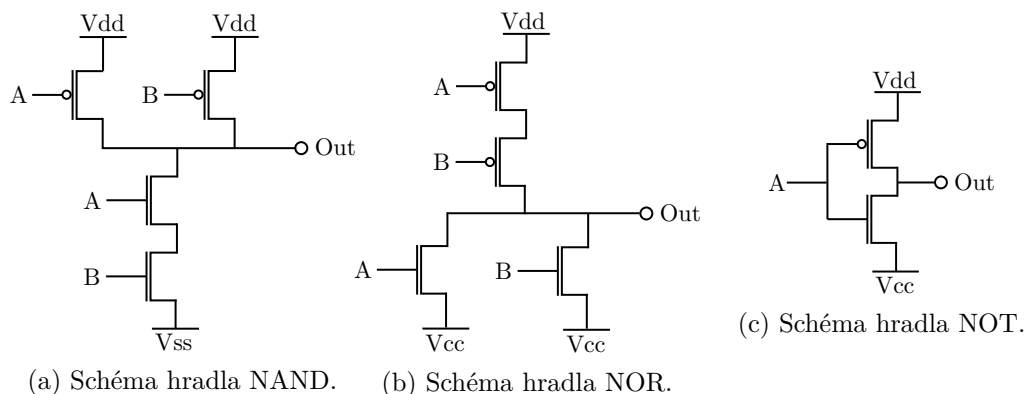 Vdd Vdd
A B
Out
A
B
Vss
(a) Schéma hradla NAND.
Vdd
A
B
Out
A B
Vcc Vcc
(b) Schéma hradla NOR.
Vdd
A Out
Vcc
(c) Schéma hradla NOT.